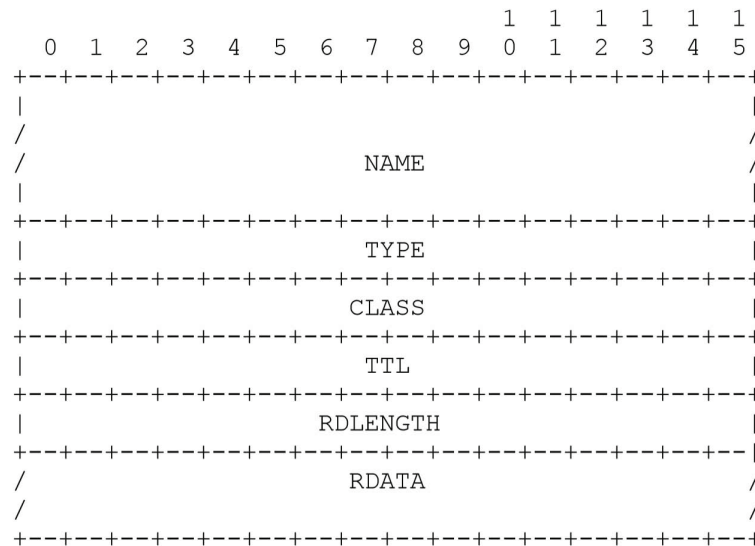 1  1  1  1  1  1
  0  1  2  3  4  5  6  7  8  9  0  1  2  3  4  5
+--+--+--+--+--+--+--+--+--+--+--+--+--+--+--+--+
|                                               |
/                                               /
/                      NAME                     /
|                                               |
+--+--+--+--+--+--+--+--+--+--+--+--+--+--+--+--+
|                      TYPE                     |
+--+--+--+--+--+--+--+--+--+--+--+--+--+--+--+--+
|                     CLASS                     |
+--+--+--+--+--+--+--+--+--+--+--+--+--+--+--+--+
|                      TTL                      |
+--+--+--+--+--+--+--+--+--+--+--+--+--+--+--+--+
|                   RDLENGTH                    |
+--+--+--+--+--+--+--+--+--+--+--+--+--+--+--+--|
/                     RDATA                     /
/                                               /
+--+--+--+--+--+--+--+--+--+--+--+--+--+--+--+--+